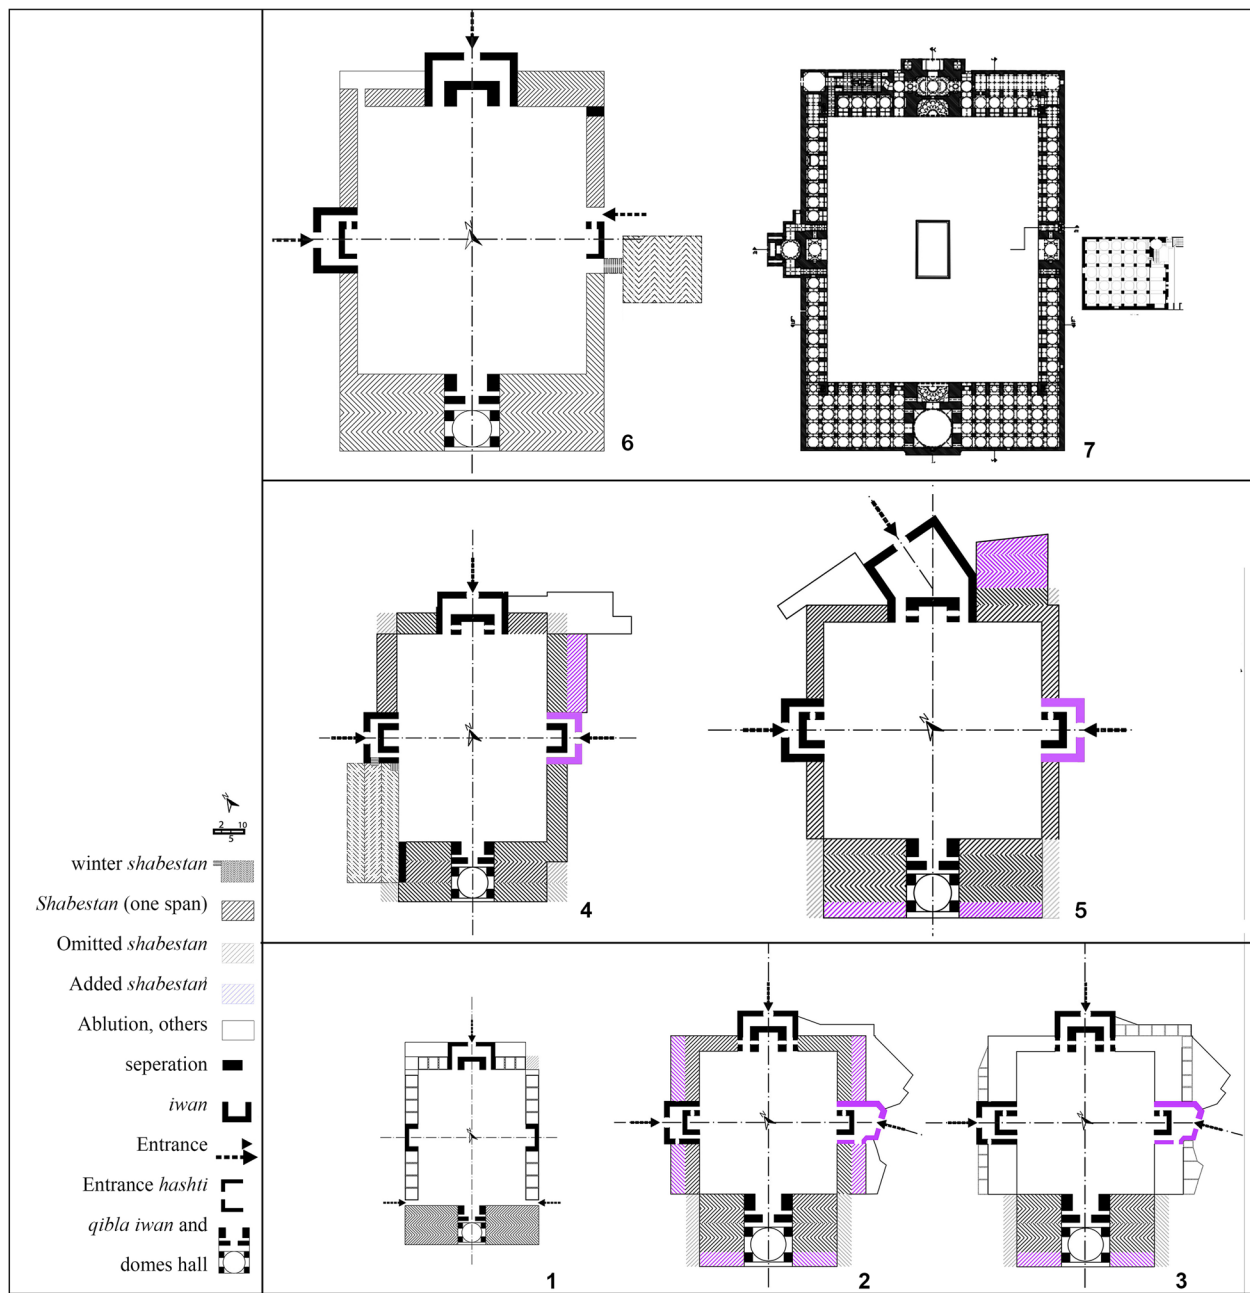 6
7
N
N
4
5
N
2 10
5
winter shabestan
Shabestan (one span)
Omitted shabestan
Added shabestan
Ablution, others
seperation
iwan
Entrance
Entrance hashti
qibla iwan and
domes hall
1
2
3